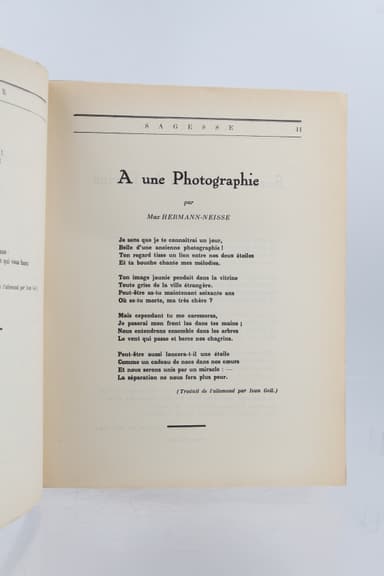 S A G E S S E 11
A une Photographie
par
Max HERMANN-NEISSE
Je sens que je te connaîtrai un jour,
Belle d'une ancienne photographie !
Ton regard tisse un lien entre nos deux étoiles
Et ta bouche chante mes mélodies.
Ton image jaunie pendait dans la vitrine
Toute grise de la ville étrangère.
Peut-être as-tu maintenant soixante ans
Où es-tu morte, ma très chère ?
Mais cependant tu me caresseras,
Je poserai mon front las dans tes mains ;
Nous entendrons ensemble dans les arbres
Le vent qui passe et berce nos chagrins.
Peut-être aussi lancera-t-il une étoile
Comme un cadeau de noce dans nos cœurs
Et nous serons unis par un miracle : —
La séparation ne nous fera plus peur.
(Traduit de l'allemand par Ivan Goll.)